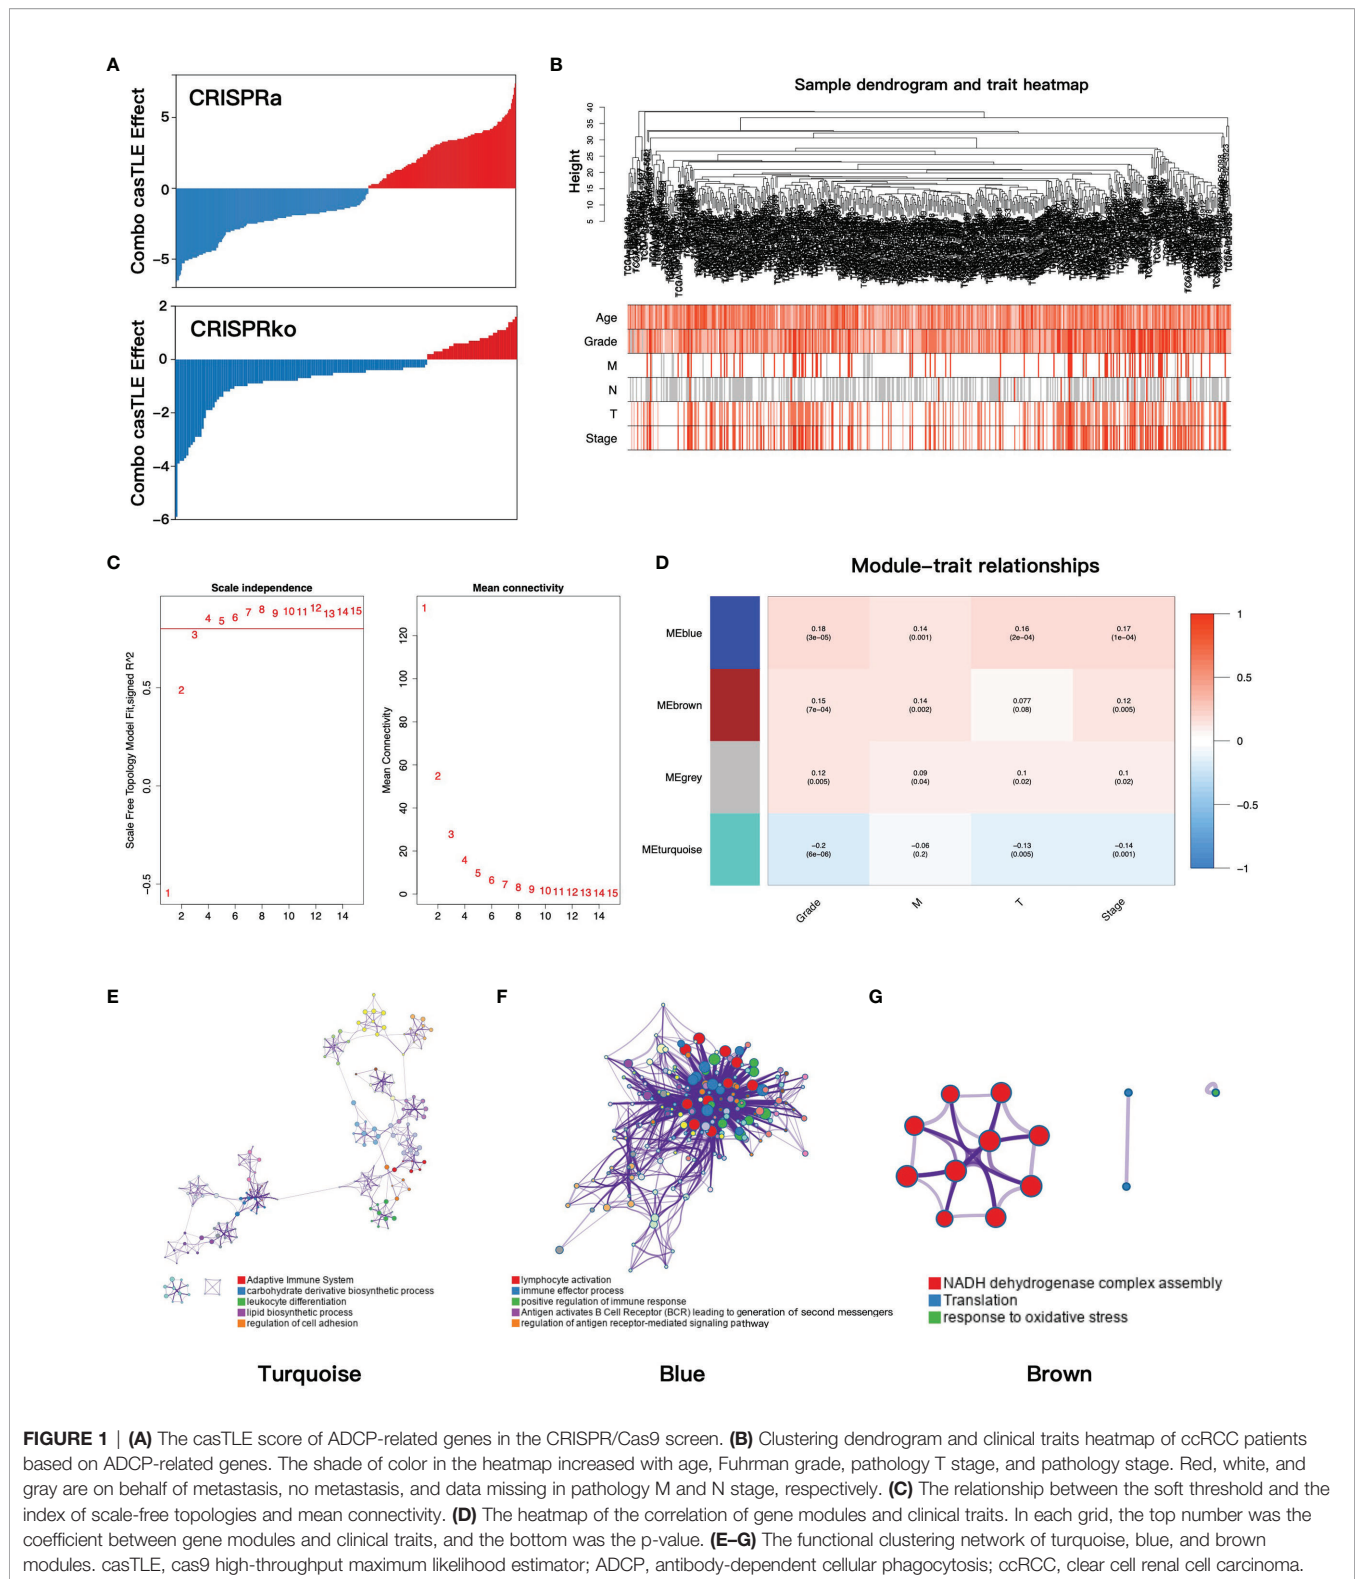 A
CRISPRa
Combo casTLE Effect
5
0
−5
CRISPRko
Combo casTLE Effect
2
0
−2
−4
−6
B
Sample dendrogram and trait heatmap
Height
40
35
30
25
20
15
10
5
Age
Grade
M
N
T
Stage
C
Scale independence
Scale Free Topology Model Fit,signed R^2
0.5
0.0
−0.5
1 2 3 4 5 6 7 8 9 10 11 12 13 14 15
2 4 6 8 10 12 14
Mean connectivity
Mean Connectivity
120
100
80
60
40
20
0
1 2 3 4 5 6 7 8 9 10 11 12 13 14 15
2 4 6 8 10 12 14
D
Module−trait relationships
MEblue
0.18 0.14 0.16 0.17
(3e−05) (0.001) (2e−04) (1e−04)
MEbrown
0.15 0.14 0.077 0.12
(7e−04) (0.002) (0.08) (0.005)
MEgrey
0.12 0.09 0.1 0.1
(0.005) (0.04) (0.02) (0.02)
MEturquoise
−0.2 −0.06 −0.13 −0.14
(6e−06) (0.2) (0.005) (0.001)
Grade M T Stage
1
0.5
0
−0.5
−1
E
Adaptive Immune System
carbohydrate derivative biosynthetic process
leukocyte differentiation
lipid biosynthetic process
regulation of cell adhesion
Turquoise
F
lymphocyte activation
immune effector process
positive regulation of immune response
Antigen activates B Cell Receptor (BCR) leading to generation of second messengers
regulation of antigen receptor-mediated signaling pathway
Blue
G
NADH dehydrogenase complex assembly
Translation
response to oxidative stress
Brown
FIGURE 1 | (A) The casTLE score of ADCP-related genes in the CRISPR/Cas9 screen. (B) Clustering dendrogram and clinical traits heatmap of ccRCC patients
based on ADCP-related genes. The shade of color in the heatmap increased with age, Fuhrman grade, pathology T stage, and pathology stage. Red, white, and
gray are on behalf of metastasis, no metastasis, and data missing in pathology M and N stage, respectively. (C) The relationship between the soft threshold and the
index of scale-free topologies and mean connectivity. (D) The heatmap of the correlation of gene modules and clinical traits. In each grid, the top number was the
coefficient between gene modules and clinical traits, and the bottom was the p-value. (E–G) The functional clustering network of turquoise, blue, and brown
modules. casTLE, cas9 high-throughput maximum likelihood estimator; ADCP, antibody-dependent cellular phagocytosis; ccRCC, clear cell renal cell carcinoma.